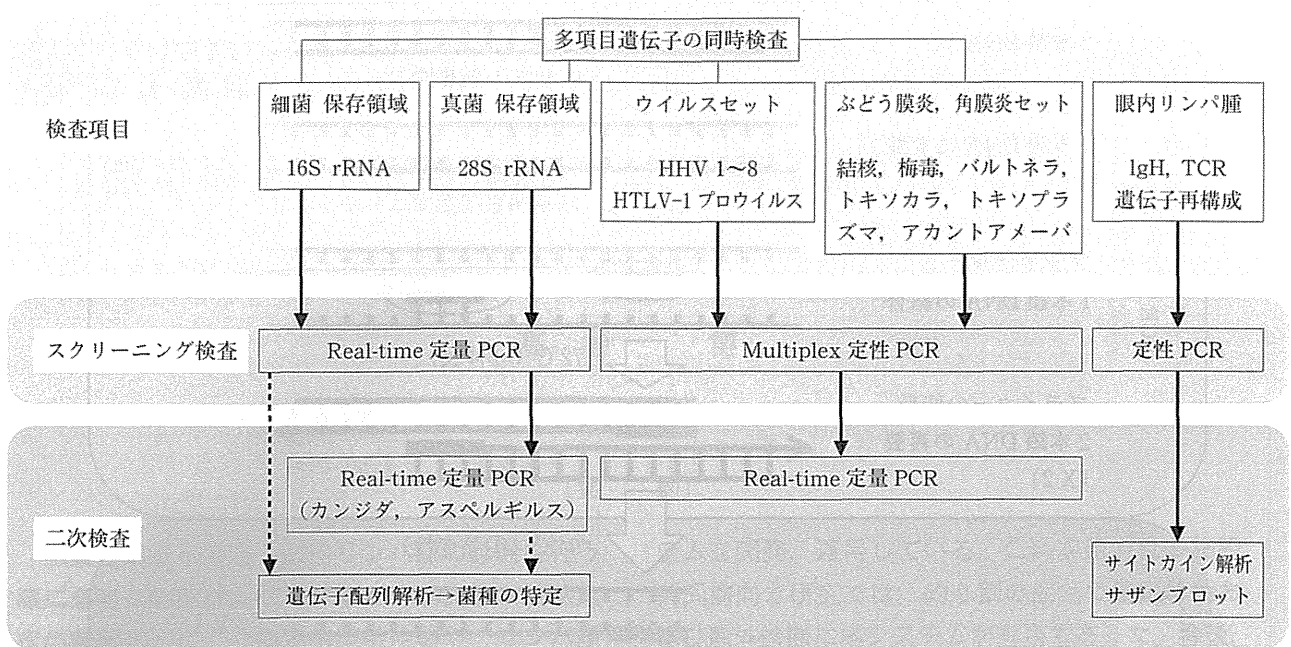 多項目遺伝子の同時検査
検査項目
細菌 保存領域
16S rRNA
真菌 保存領域
28S rRNA
ウイルスセット
HHV 1〜8
HTLV-1 プロウイルス
ぶどう膜炎，角膜炎セット
結核，梅毒，バルトネラ，
トキソカラ，トキソプラ
ズマ，アカントアメーバ
眼内リンパ腫
IgH, TCR
遺伝子再構成
スクリーニング検査
Real-time 定量 PCR
Multiplex 定性 PCR
定性 PCR
二次検査
Real-time 定量 PCR
（カンジダ，アスペルギルス）
Real-time 定量 PCR
遺伝子配列解析→菌種の特定
サイトカイン解析
サザンブロット